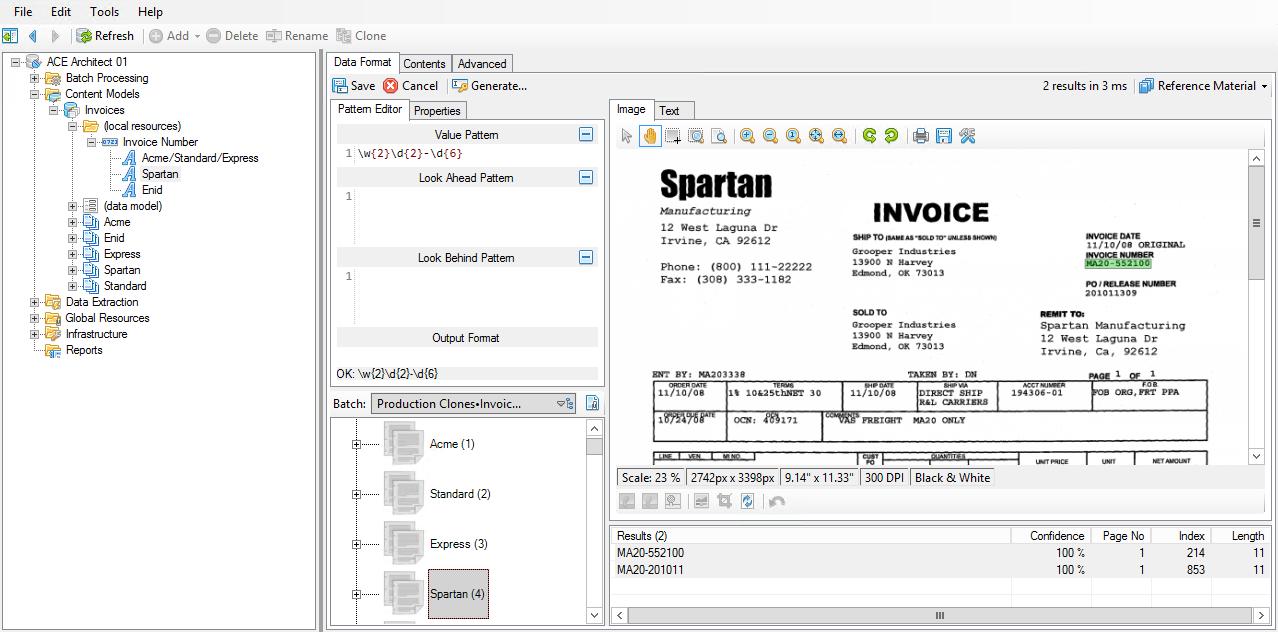 File Edit Tools Help
Refresh Add Delete Rename Clone
ACE Architect 01
Batch Processing
Content Models
Invoices
(local resources)
Invoice Number
Acme/Standard/Express
Spartan
Enid
(data model)
Acme
Enid
Express
Spartan
Standard
Data Extraction
Global Resources
Infrastructure
Reports
Data Format Contents Advanced
Save Cancel Generate...
2 results in 3 ms Reference Material
Pattern Editor Properties
Value Pattern
1 \w{2}\d{2}-\d{6}
Look Ahead Pattern
1
Look Behind Pattern
1
Output Format
OK: \w{2}\d{2}-\d{6}
Batch: Production Clones•Invoic...
Acme (1)
Standard (2)
Express (3)
Spartan (4)
Image Text
Spartan
Manufacturing
12 West Laguna Dr
Irvine, CA 92612
Phone: (800) 111-22222
Fax: (308) 333-1182
INVOICE
SHIP TO (SAME AS "SOLD TO" UNLESS SHOWN)
Grooper Industries
13900 N Harvey
Edmond, OK 73013
INVOICE DATE
11/10/08 ORIGINAL
INVOICE NUMBER
MA20-552100
PO / RELEASE NUMBER
201011309
SOLD TO
Grooper Industries
13900 N Harvey
Edmond, OK 73013
REMIT TO:
Spartan Manufacturing
12 West Laguna Dr
Irvine, Ca, 92612
ENT BY: MA203338 TAKEN BY: DN PAGE 1 OF 1
ORDER DATE TERMS SHIP DATE SHIP VIA ACCT NUMBER F.O.B.
11/10/08 1% 10&25thNET 30 11/10/08 DIRECT SHIP 194306-01 FOB ORG,FRT PPA
R&L CARRIERS
ORDER DUE DATE OCN COMMENTS
10/24/08 OCN: 409171 VAS FREIGHT MA20 ONLY
LINE VEN. MI NO. CUST QUANTITIES
PO UNIT PRICE UNIT NET AMOUNT
Scale: 23 % 2742px x 3398px 9.14" x 11.33" 300 DPI Black & White
Results (2) Confidence Page No Index Length
MA20-552100 100 % 1 214 11
MA20-201011 100 % 1 853 11